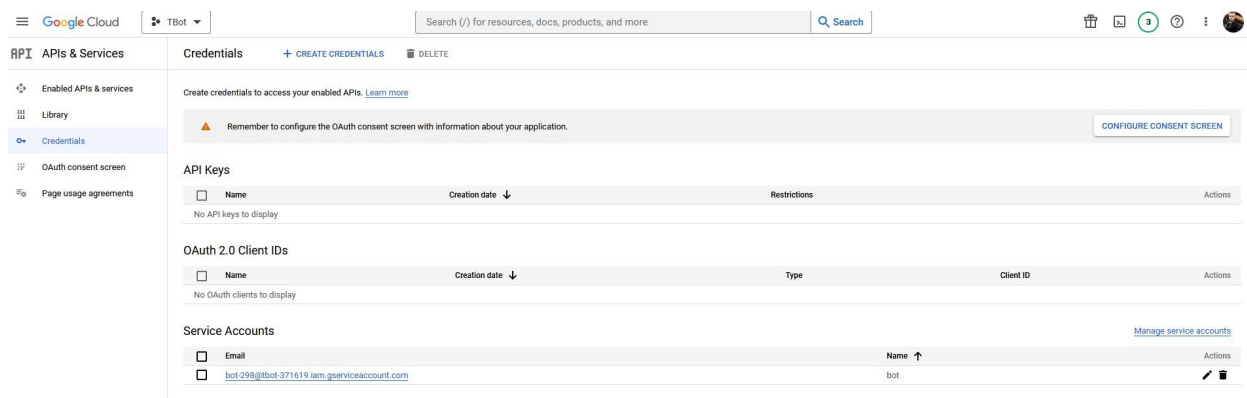 Google Cloud TBot Search (/) for resources, docs, products, and more Search 3
API APIs & Services Credentials + CREATE CREDENTIALS DELETE
Enabled APIs & services
Library
Credentials
OAuth consent screen
Page usage agreements
Create credentials to access your enabled APIs. Learn more
Remember to configure the OAuth consent screen with information about your application. CONFIGURE CONSENT SCREEN
API Keys
Name Creation date Restrictions Actions
No API keys to display
OAuth 2.0 Client IDs
Name Creation date Type Client ID Actions
No OAuth clients to display
Service Accounts Manage service accounts
Email Name Actions
bot-298@tbot-371619.iam.gserviceaccount.com bot